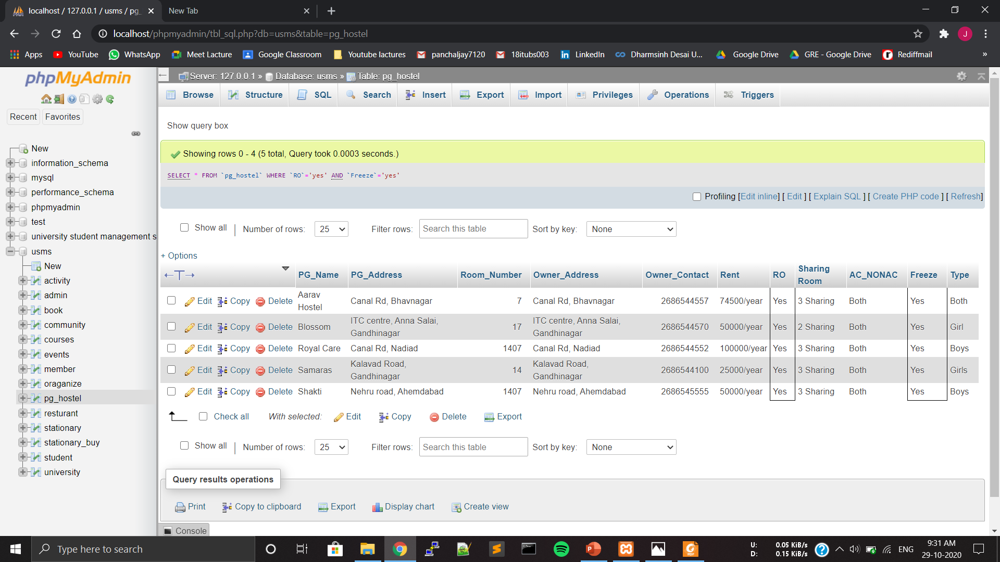 localhost / 127.0.0.1 / usms / pg_
New Tab
localhost/phpmyadmin/tbl_sql.php?db=usms&table=pg_hostel
J
Apps YouTube WhatsApp Meet Lacture Google Classroom Youtube lactures panchaljay7120 18itubs003 LinkedIn Dharmsinh Desai U... Google Drive GRE - Google Drive Rediffmail »
phpMyAdmin
Recent Favorites
New
information_schema
mysql
performance_schema
phpmyadmin
test
university student management s
usms
New
activity
admin
book
community
courses
events
member
oraganize
pg_hostel
resturant
stationary
stationary_buy
student
university
Server: 127.0.0.1 » Database: usms » Table: pg_hostel
Browse Structure SQL Search Insert Export Import Privileges Operations Triggers
Show query box
Showing rows 0 - 4 (5 total, Query took 0.0003 seconds.)
SELECT * FROM `pg_hostel` WHERE `RO`='yes' AND `Freeze`='yes'
Profiling [Edit inline] [ Edit ] [ Explain SQL ] [ Create PHP code ] [ Refresh]
Show all Number of rows: 25 Filter rows: Search this table Sort by key: None
+ Options
←T→ PG_Name PG_Address Room_Number Owner_Address Owner_Contact Rent RO Sharing Room AC_NONAC Freeze Type
Edit Copy Delete Aarav Hostel Canal Rd, Bhavnagar 7 Canal Rd, Bhavnagar 2686544557 74500/year Yes 3 Sharing Both Yes Both
Edit Copy Delete Blossom ITC centre, Anna Salai, Gandhinagar 17 ITC centre, Anna Salai, Gandhinagar 2686544570 50000/year Yes 2 Sharing Both Yes Girl
Edit Copy Delete Royal Care Canal Rd, Nadiad 1407 Canal Rd, Nadiad 2686544552 100000/year Yes 3 Sharing Both Yes Boys
Edit Copy Delete Samaras Kalavad Road, Gandhinagar 14 Kalavad Road, Gandhinagar 2686544100 25000/year Yes 3 Sharing Both Yes Girls
Edit Copy Delete Shakti Nehru road, Ahemdabad 1407 Nehru road, Ahemdabad 2686545555 50000/year Yes 3 Sharing Both Yes Boys
Check all With selected: Edit Copy Delete Export
Show all Number of rows: 25 Filter rows: Search this table Sort by key: None
Query results operations
Print Copy to clipboard Export Display chart Create view
Console
Type here to search
U: 0.05 KiB/s
D: 0.15 KiB/s
ENG
9:31 AM
29-10-2020